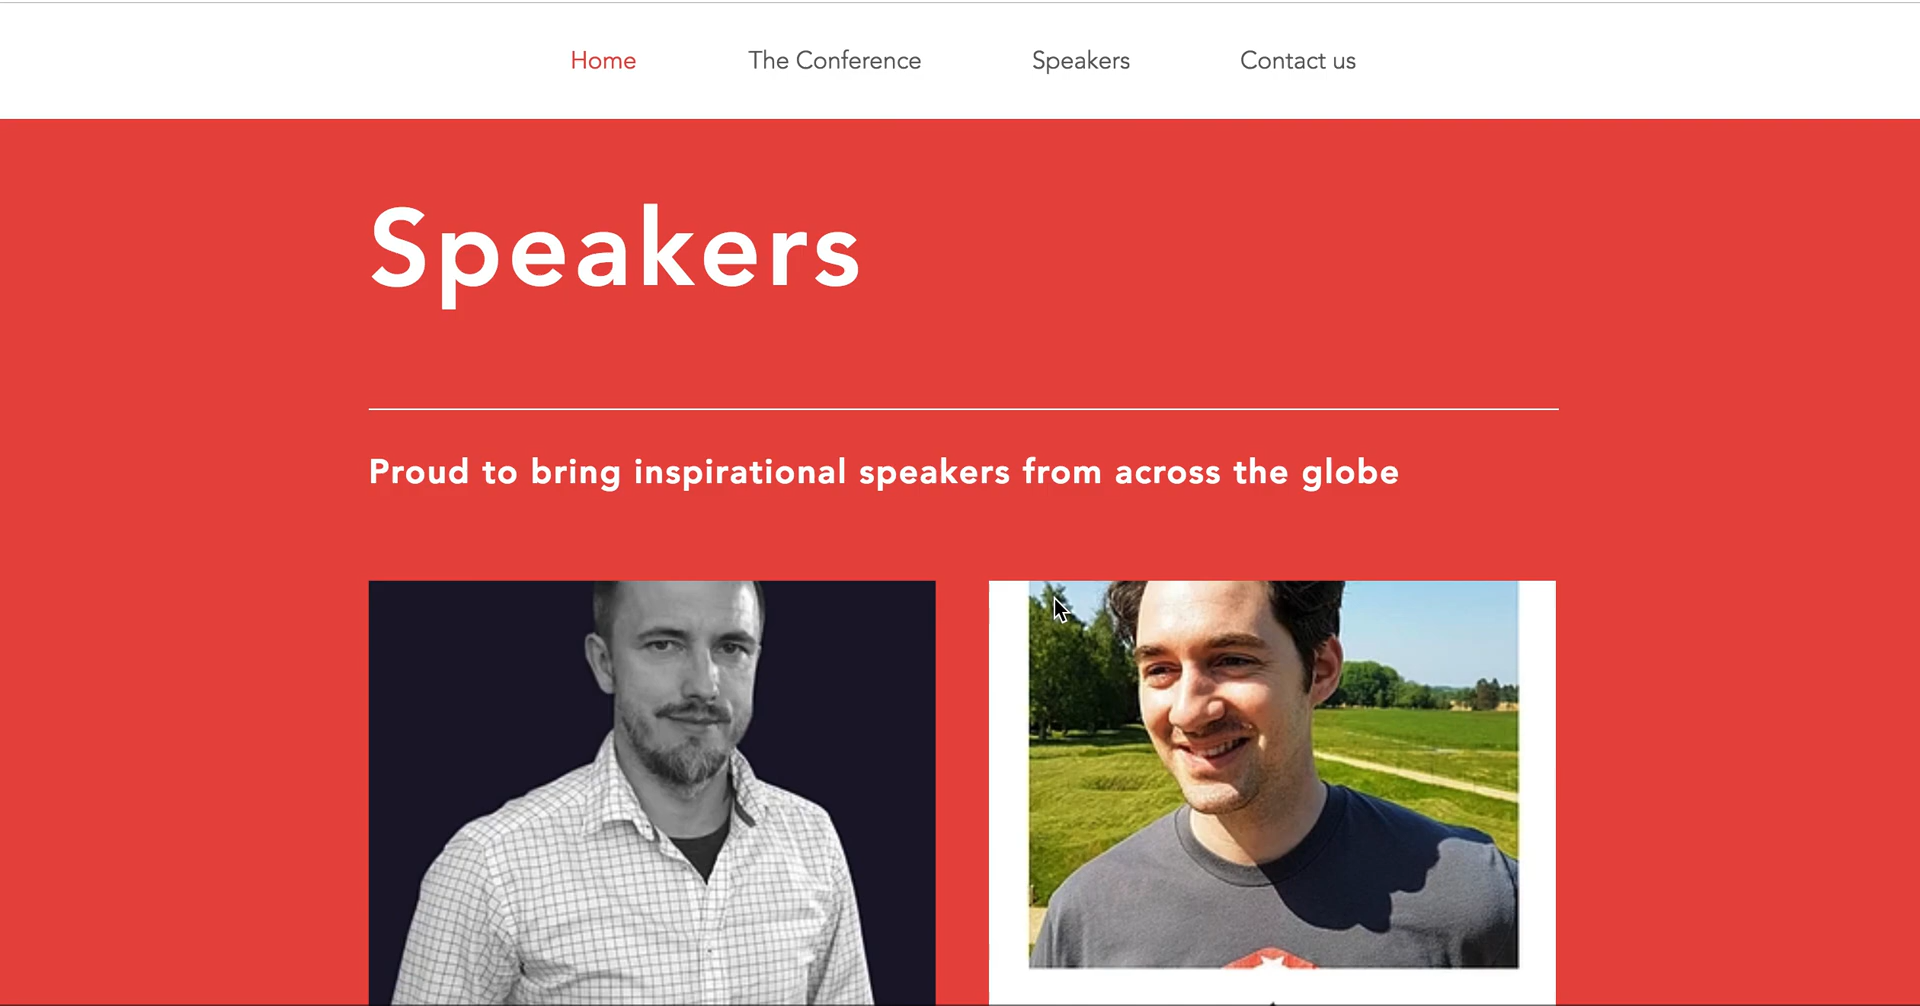 Home The Conference Speakers Contact us
Speakers
Proud to bring inspirational speakers from across the globe